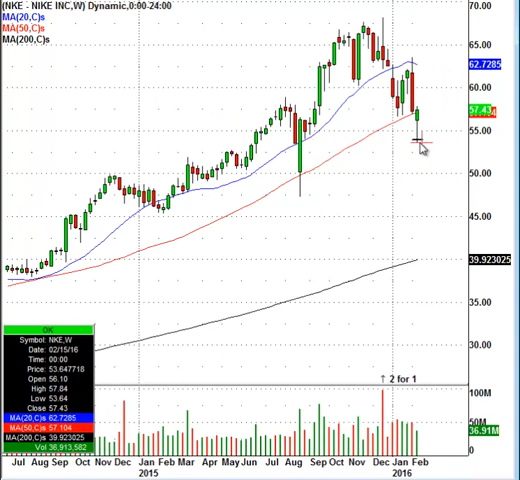 (NKE - NIKE INC,W) Dynamic,0:00-24:00
MA(20,C)s
MA(50,C)s
MA(200,C)s
70.00
65.00
62.7285
60.00
57.43
55.00
50.00
45.00
39.923025
35.00
30.00
OK
Symbol: NKE,W
Date: 02/15/16
Time: 00:00
Price: 53.647718
Open 56.10
High 57.84
Low 53.64
Close 57.43
MA(20,C)s 62.7285
MA(50,C)s 57.104
MA(200,C)s 39.923025
Vol 36,913,582
↑ 2 for 1
100M
50M
36.91M
0
Jul Aug Sep Oct Nov Dec Jan Feb Mar Apr May Jun Jul Aug Sep Oct Nov Dec Jan Feb
2015 2016